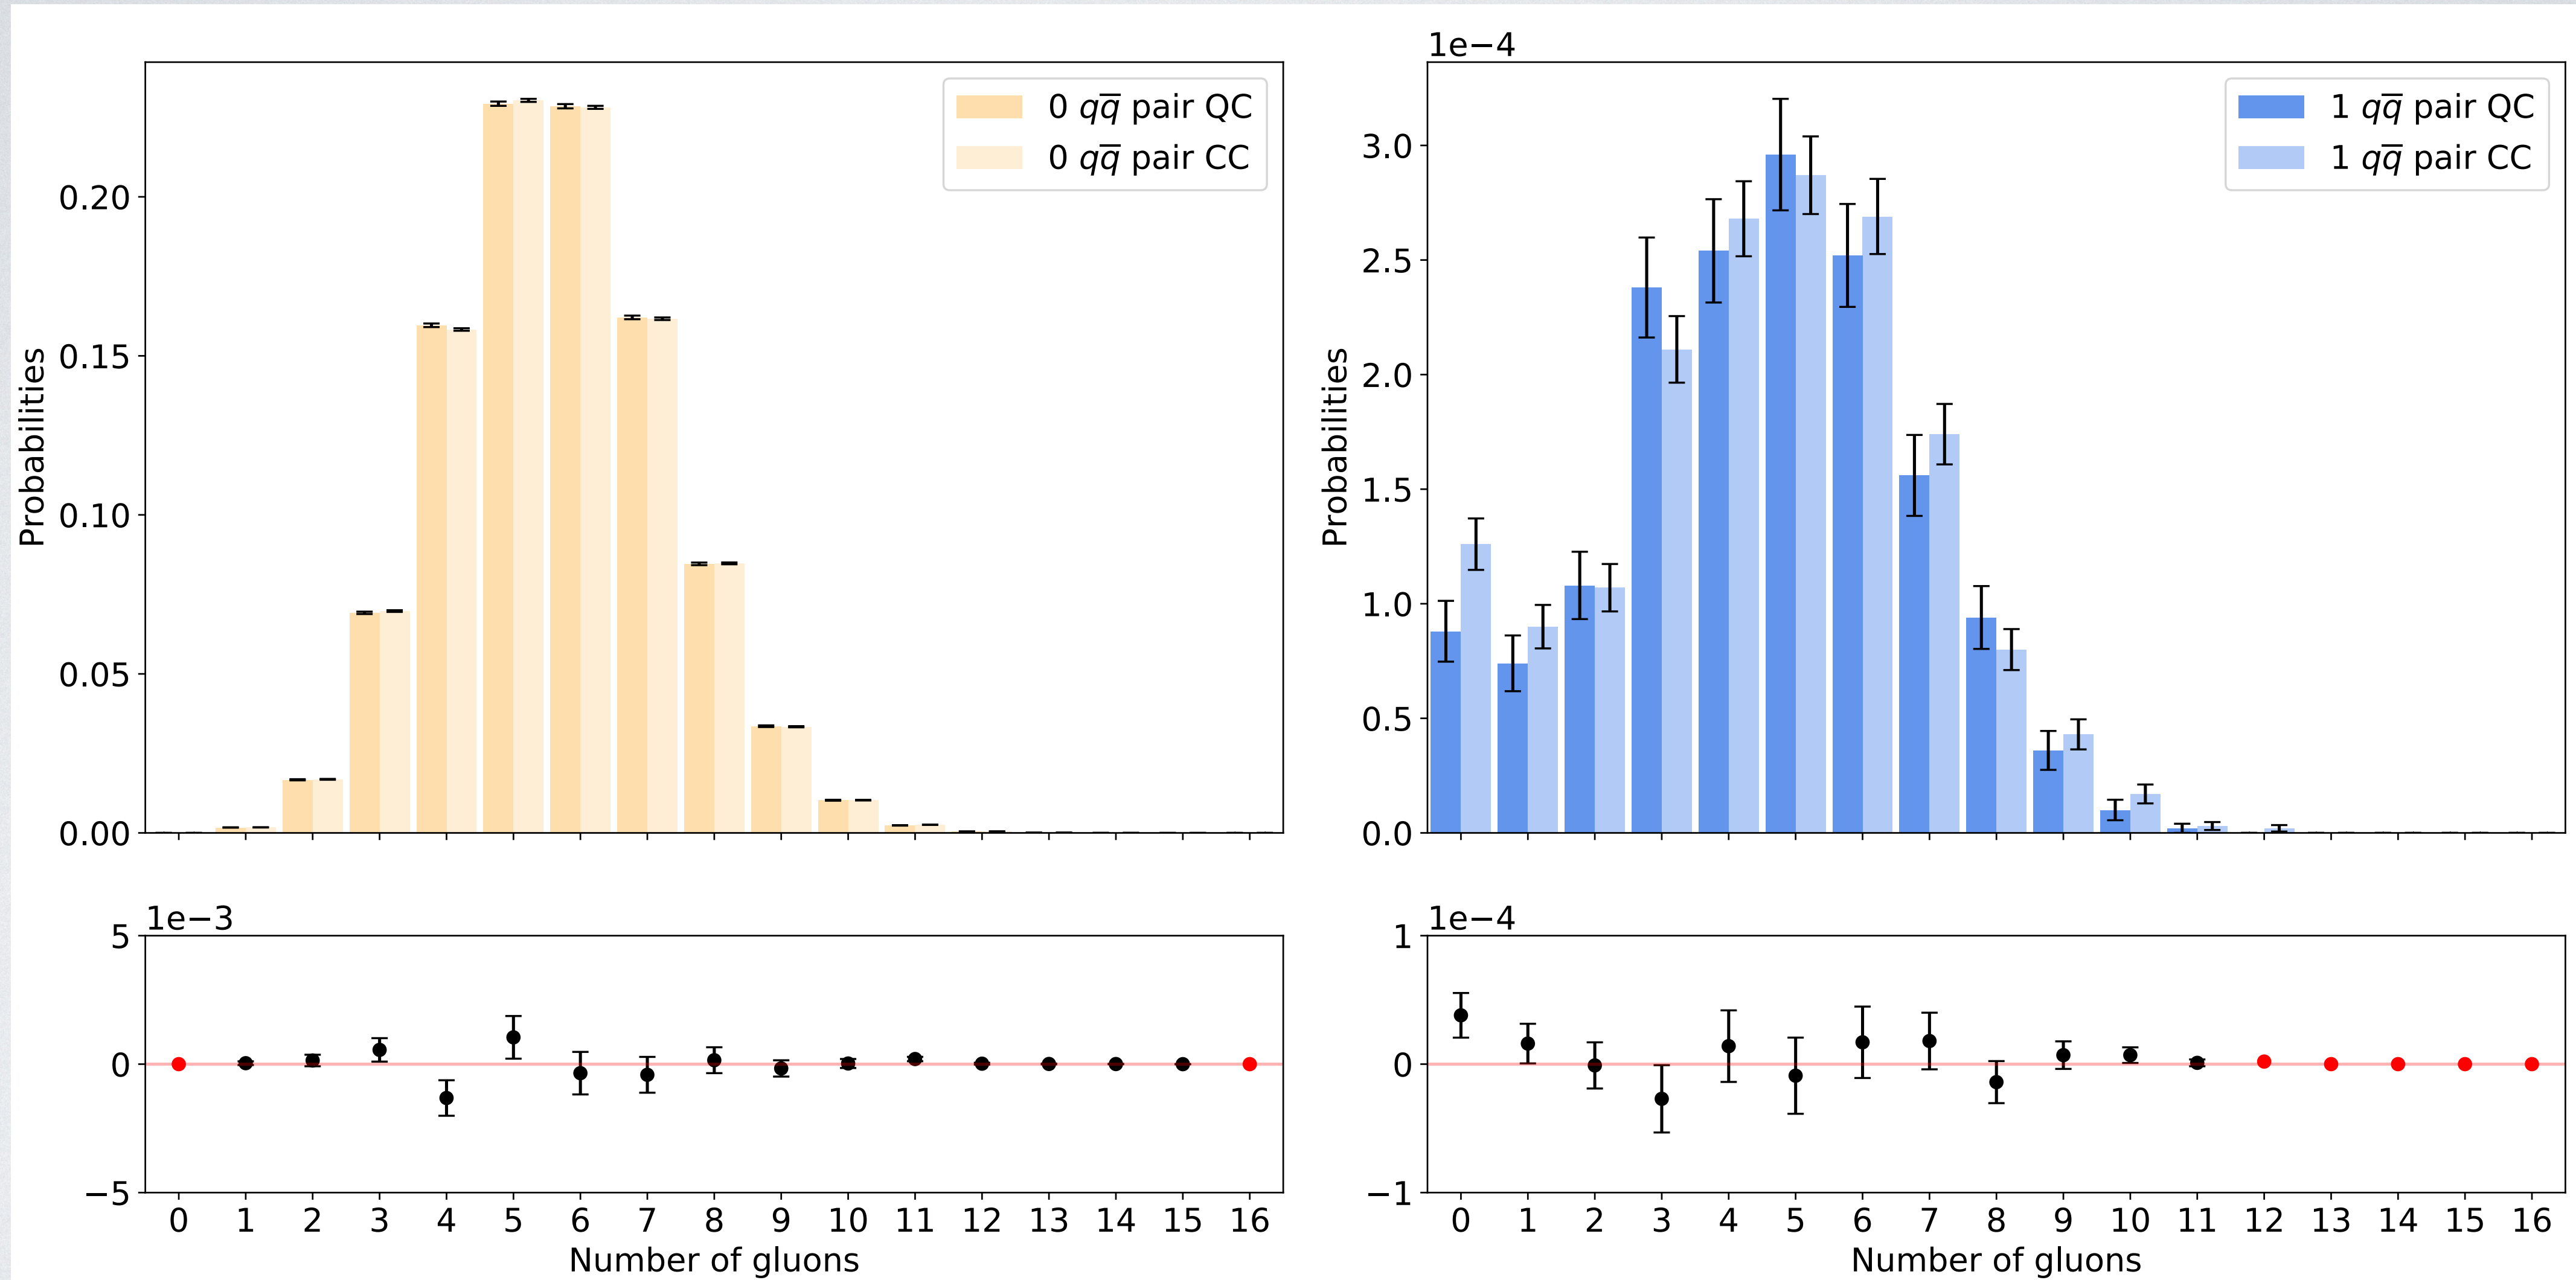 1e−4
0 qq̅ pair QC
0 qq̅ pair CC
1 qq̅ pair QC
1 qq̅ pair CC
Probabilities
0.20
0.15
0.10
0.05
0.00
Probabilities
3.0
2.5
2.0
1.5
1.0
0.5
0.0
1e−3
5
0
−5
0 1 2 3 4 5 6 7 8 9 10 11 12 13 14 15 16
Number of gluons
1e−4
1
0
−1
0 1 2 3 4 5 6 7 8 9 10 11 12 13 14 15 16
Number of gluons